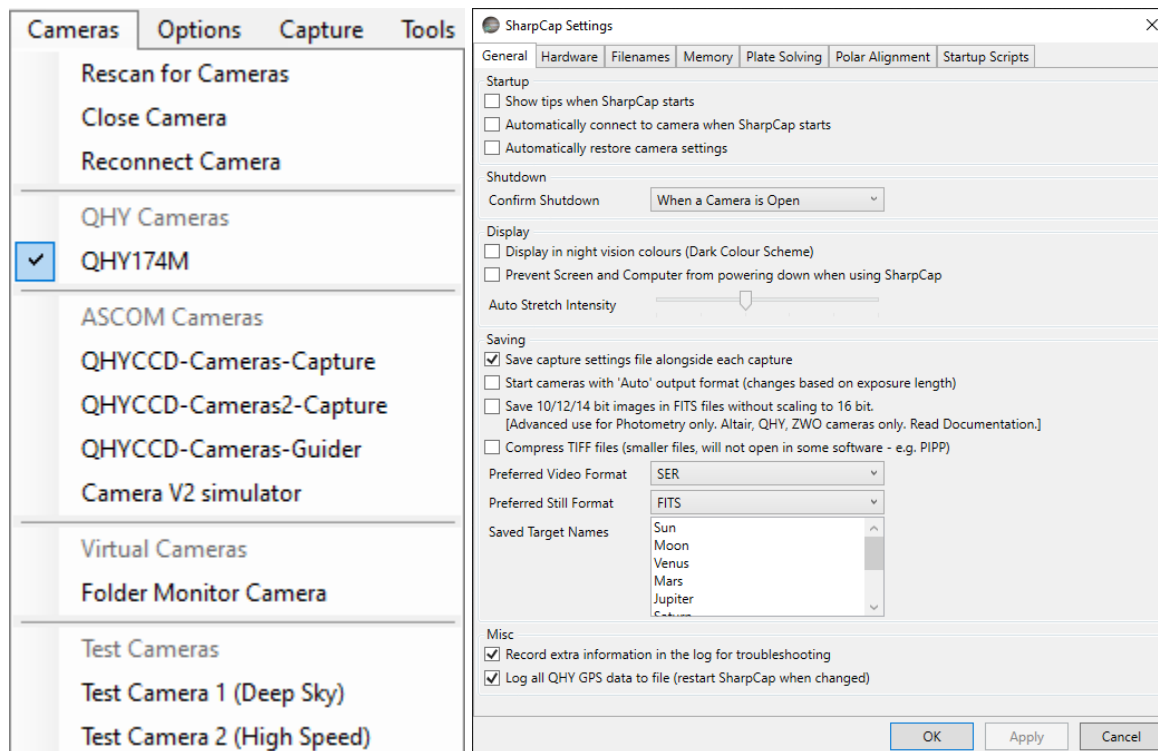 Cameras Options Capture Tools
Rescan for Cameras
Close Camera
Reconnect Camera
QHY Cameras
QHY174M
ASCOM Cameras
QHYCCD-Cameras-Capture
QHYCCD-Cameras2-Capture
QHYCCD-Cameras-Guider
Camera V2 simulator
Virtual Cameras
Folder Monitor Camera
Test Cameras
Test Camera 1 (Deep Sky)
Test Camera 2 (High Speed)
SharpCap Settings
General Hardware Filenames Memory Plate Solving Polar Alignment Startup Scripts
Startup
Show tips when SharpCap starts
Automatically connect to camera when SharpCap starts
Automatically restore camera settings
Shutdown
Confirm Shutdown When a Camera is Open
Display
Display in night vision colours (Dark Colour Scheme)
Prevent Screen and Computer from powering down when using SharpCap
Auto Stretch Intensity
Saving
Save capture settings file alongside each capture
Start cameras with 'Auto' output format (changes based on exposure length)
Save 10/12/14 bit images in FITS files without scaling to 16 bit.
[Advanced use for Photometry only. Altair, QHY, ZWO cameras only. Read Documentation.]
Compress TIFF files (smaller files, will not open in some software - e.g. PIPP)
Preferred Video Format SER
Preferred Still Format FITS
Saved Target Names Sun
Moon
Venus
Mars
Jupiter
Saturn
Misc
Record extra information in the log for troubleshooting
Log all QHY GPS data to file (restart SharpCap when changed)
OK Apply Cancel